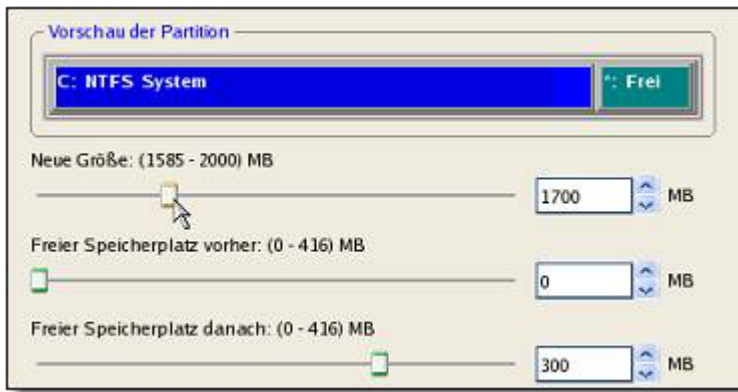 Vorschau der Partition
C: NTFS System
*: Frei
Neue Größe: (1585 - 2000) MB
1700 MB
Freier Speicherplatz vorher: (0 - 416) MB
0 MB
Freier Speicherplatz danach: (0 - 416) MB
300 MB